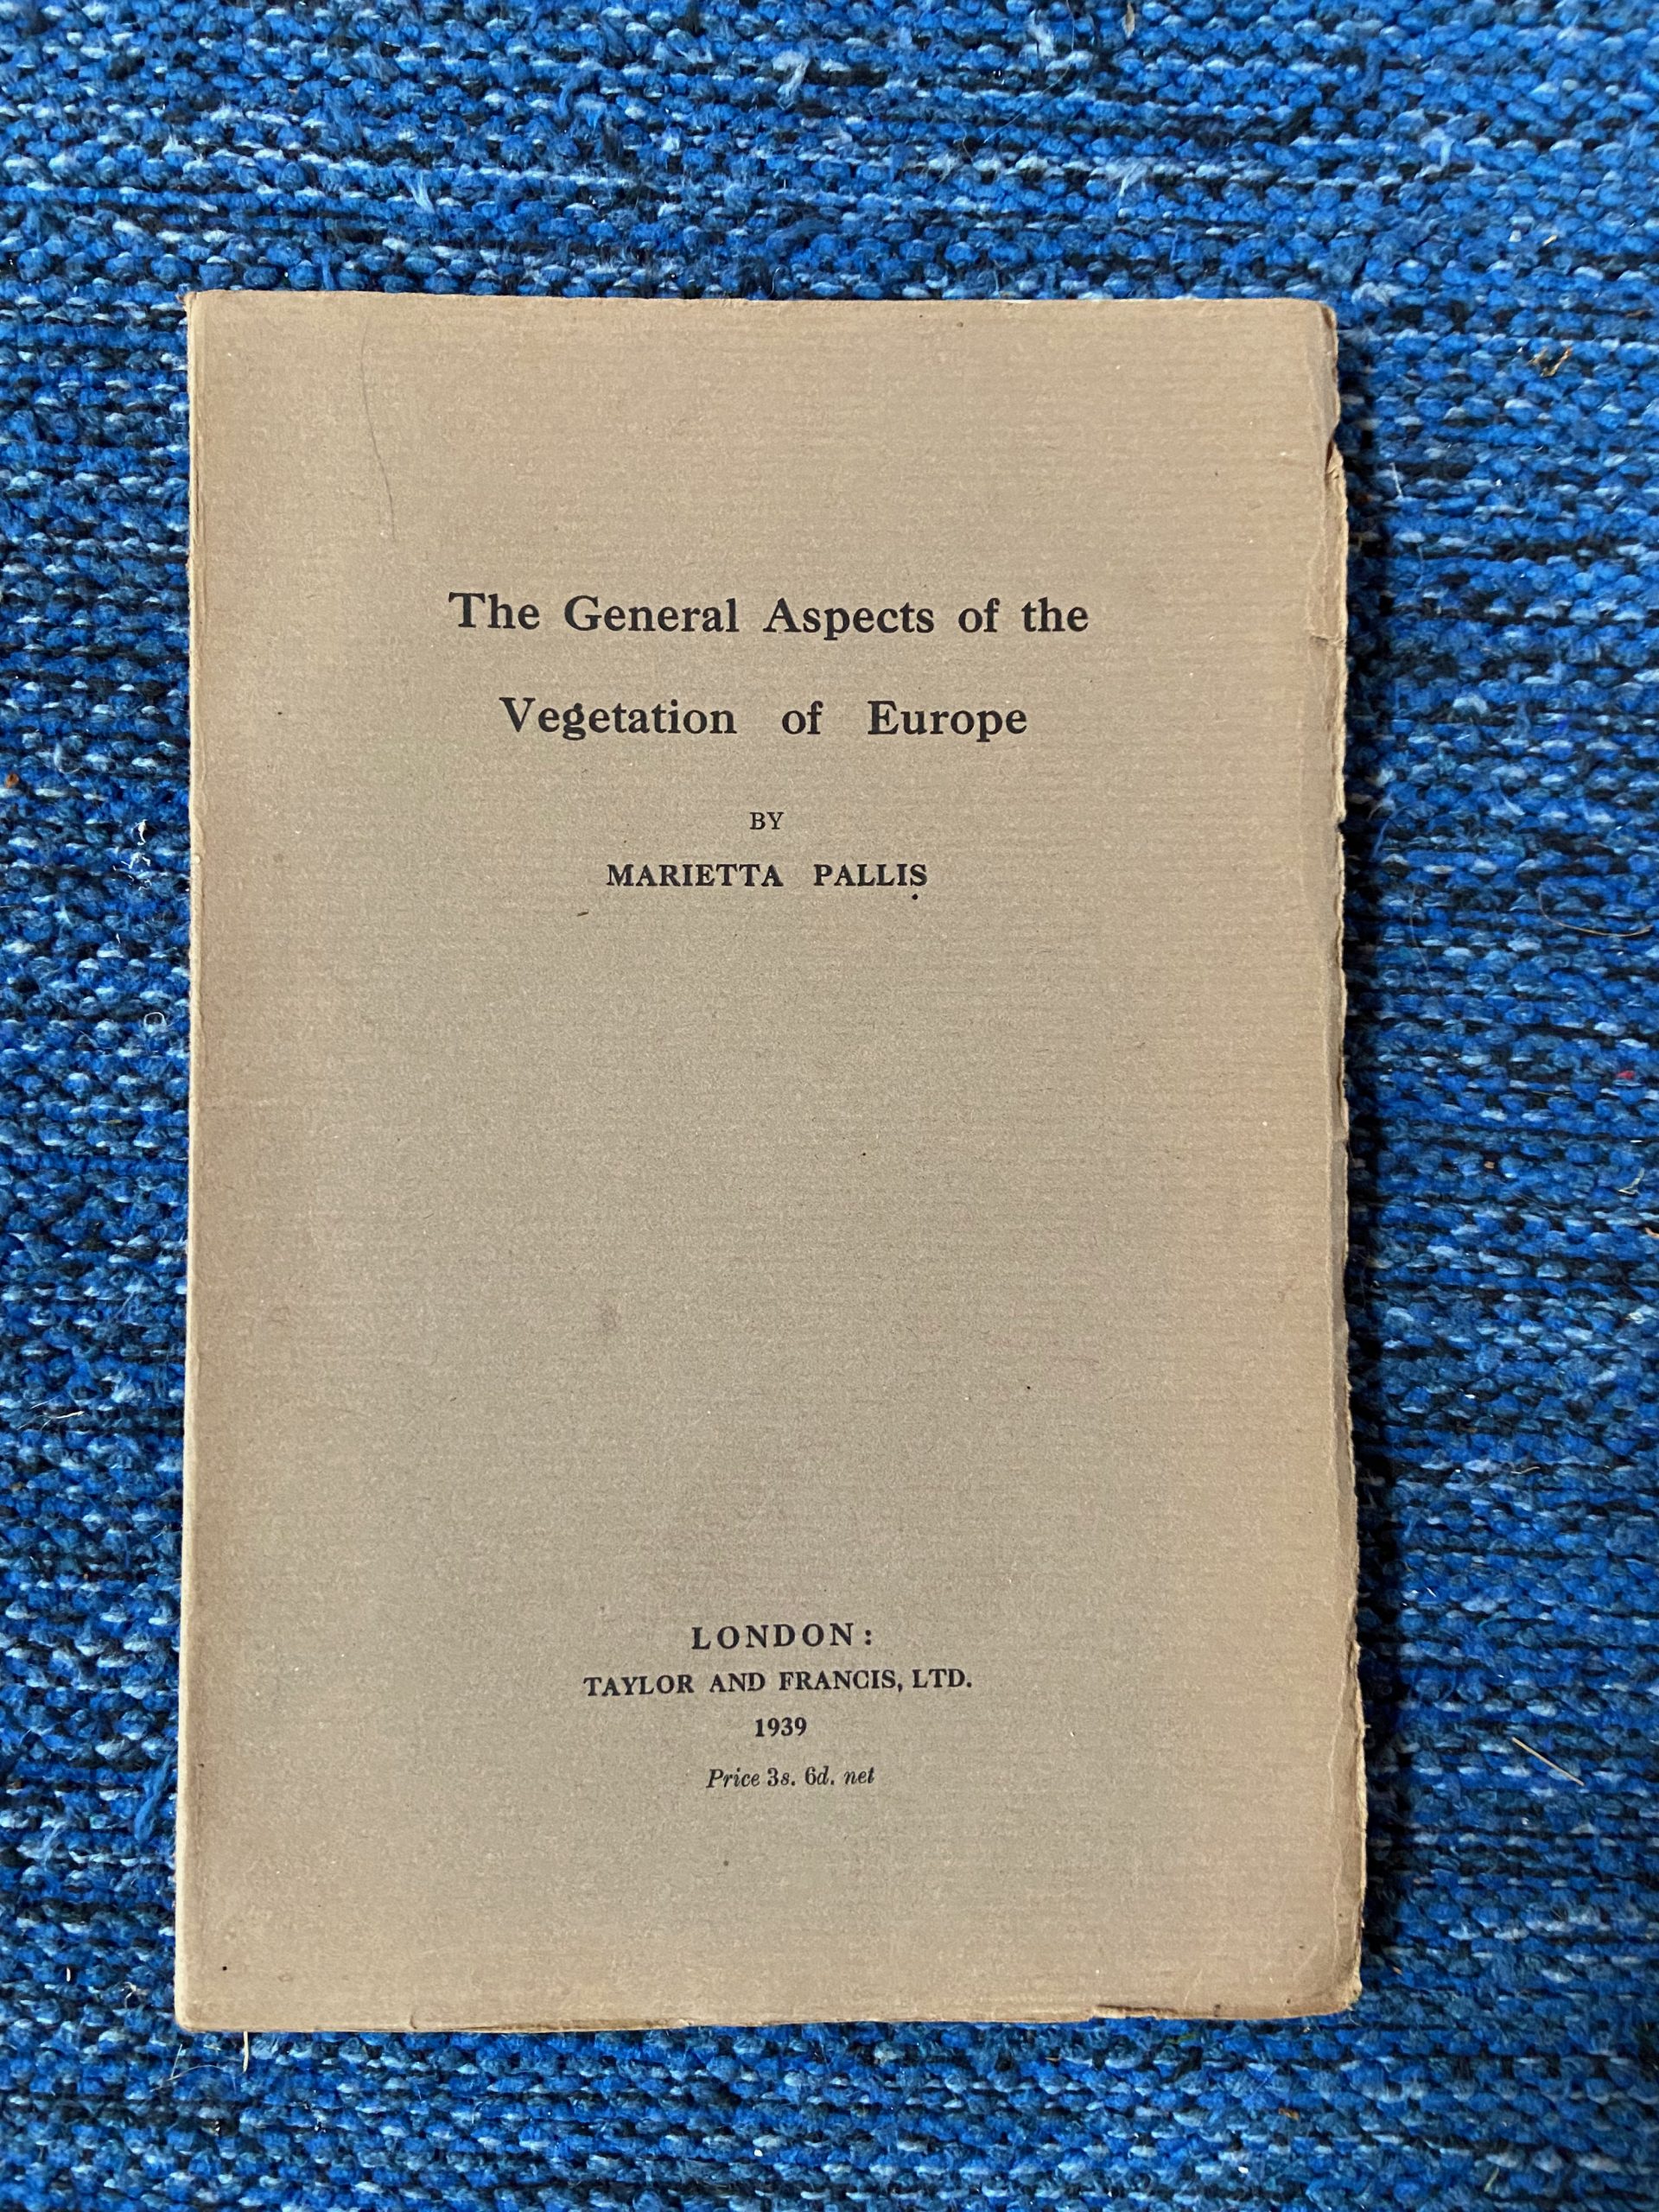 The General Aspects of the
Vegetation of Europe
BY
MARIETTA PALLIS
LONDON:
TAYLOR AND FRANCIS, LTD.
1939
Price 3s. 6d. net